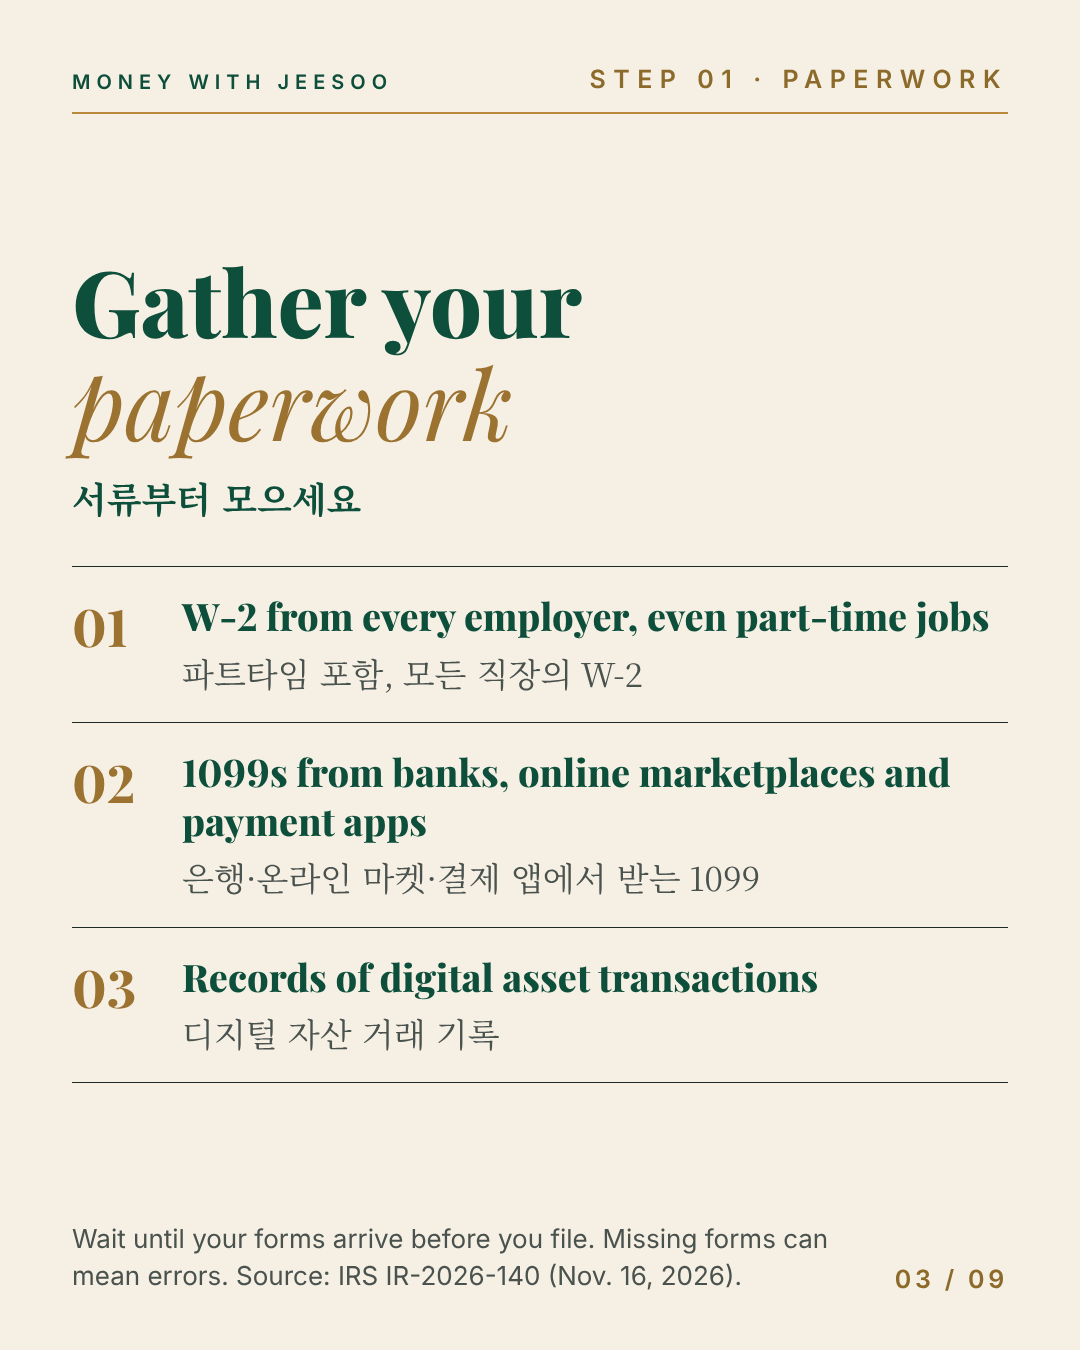 MONEY WITH JEESOO
STEP 01 · PAPERWORK
Gather your
paperwork
서류부터 모으세요
01
W-2 from every employer, even part-time jobs
파트타임 포함, 모든 직장의 W-2
02
1099s from banks, online marketplaces and
payment apps
은행·온라인 마켓·결제 앱에서 받는 1099
03
Records of digital asset transactions
디지털 자산 거래 기록
Wait until your forms arrive before you file. Missing forms can
mean errors. Source: IRS IR-2026-140 (Nov. 16, 2026).
03 / 09